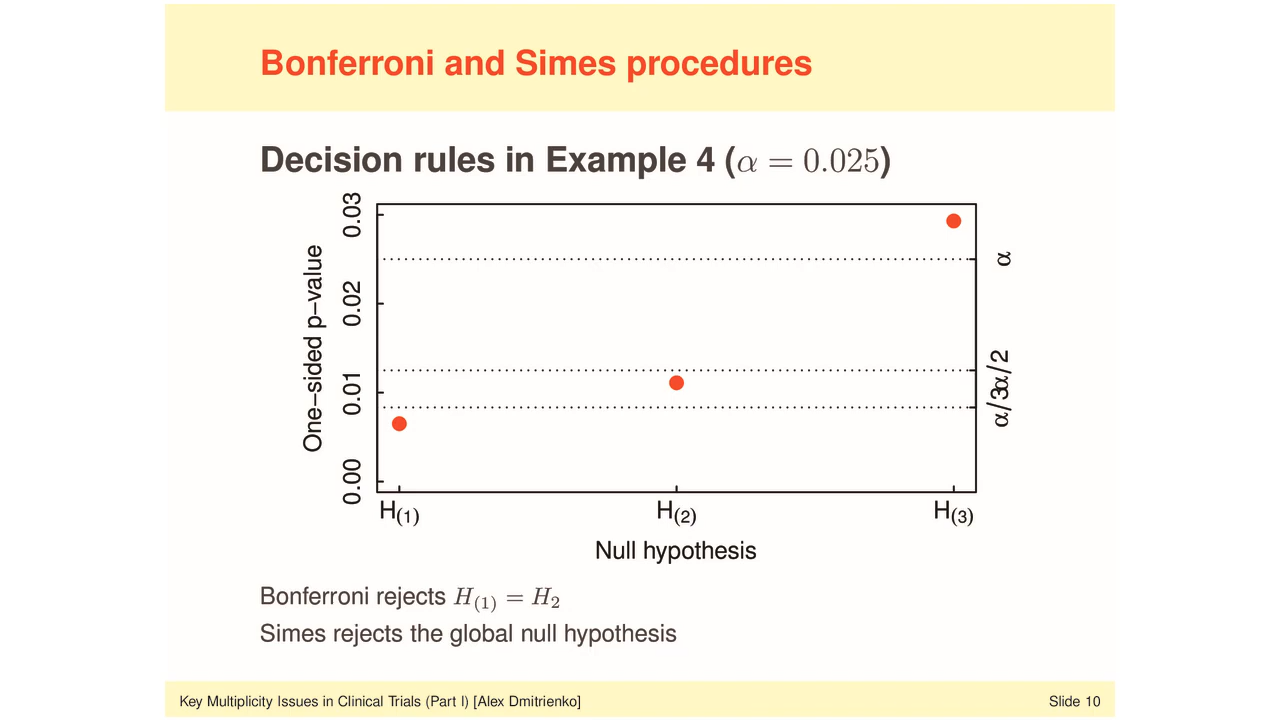 Bonferroni and Simes procedures
Decision rules in Example 4 (α = 0.025)
0.03
0.02
0.01
0.00
One−sided p−value
α
α/2
α/3
H(1)
H(2)
H(3)
Null hypothesis
Bonferroni rejects H(1) = H2
Simes rejects the global null hypothesis
Key Multiplicity Issues in Clinical Trials (Part I) [Alex Dmitrienko]
Slide 10